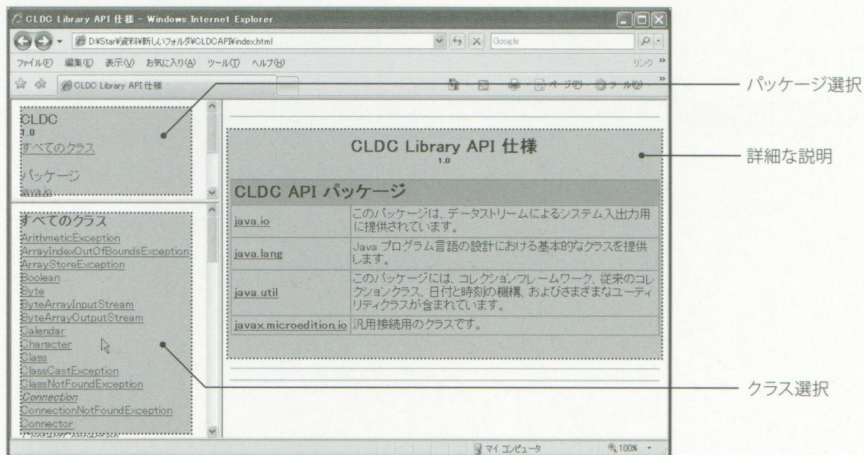 CLDC Library API 仕様 - Windows Internet Explorer
D:¥Star¥資料¥新しいフォルダ¥CLDCAPI¥index.html
Google
ファイル(F) 編集(E) 表示(V) お気に入り(A) ツール(T) ヘルプ(H)
リンク
CLDC Library API 仕様
ページ(P) ツール(O)
パッケージ選択
CLDC
1.0
すべてのクラス
パッケージ
java.io
詳細な説明
CLDC Library API 仕様
1.0
CLDC API パッケージ
java.io このパッケージは、データストリームによるシステム入出力用
に提供されています。
java.lang Java プログラム言語の設計における基本的なクラスを提供
します。
java.util このパッケージには、コレクションフレームワーク、従来のコレ
クションクラス、日付と時刻の機構、およびさまざまなユーティ
リティクラスが含まれています。
javax.microedition.io 汎用接続用のクラスです。
すべてのクラス
ArithmeticException
ArrayIndexOutOfBoundsException
ArrayStoreException
Boolean
Byte
ByteArrayInputStream
ByteArrayOutputStream
Calendar
Character
Class
ClassCastException
ClassNotFoundException
Connection
ConnectionNotFoundException
Connector
クラス選択
マイ コンピュータ
100%